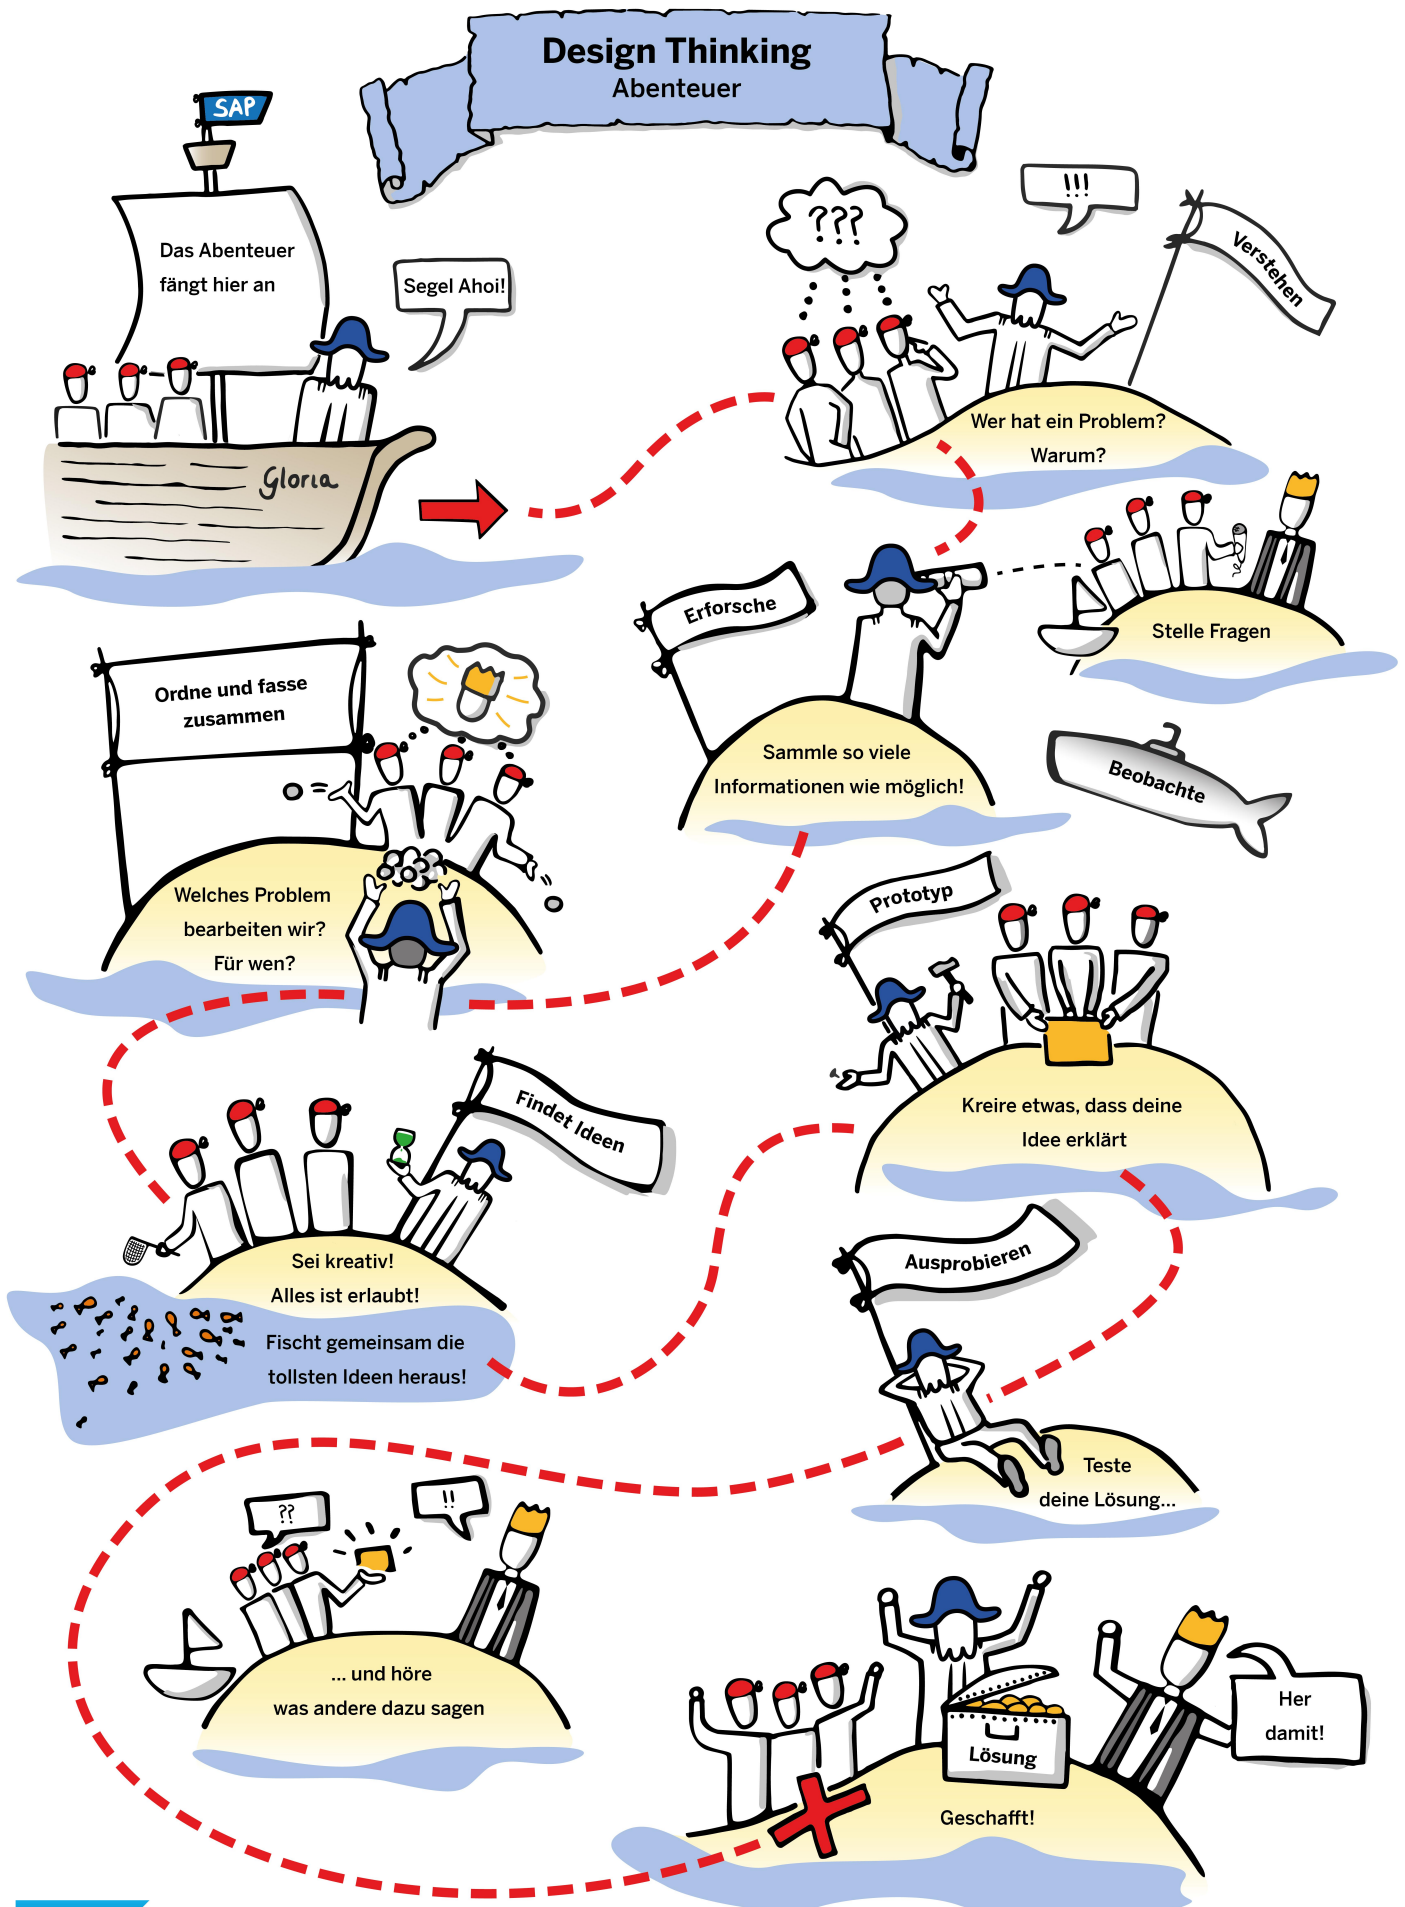 Design Thinking
Abenteuer
SAP
Das Abenteuer
fängt hier an
Segel Ahoi!
Gloria
???
!!!
Verstehen
Wer hat ein Problem?
Warum?
Erforsche
Sammle so viele
Informationen wie möglich!
Stelle Fragen
Beobachte
Ordne und fasse
zusammen
Welches Problem
bearbeiten wir?
Für wen?
Findet Ideen
Sei kreativ!
Alles ist erlaubt!
Fischt gemeinsam die
tollsten Ideen heraus!
Prototyp
Kreire etwas, dass deine
Idee erklärt
Ausprobieren
Teste
deine Lösung...
??
!!
... und höre
was andere dazu sagen
Lösung
Geschafft!
Her
damit!